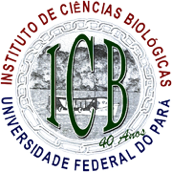 INSTITUTO DE CIÊNCIAS BIOLÓGICAS
ICB
40 Anos
UNIVERSIDADE FEDERAL DO PARÁ